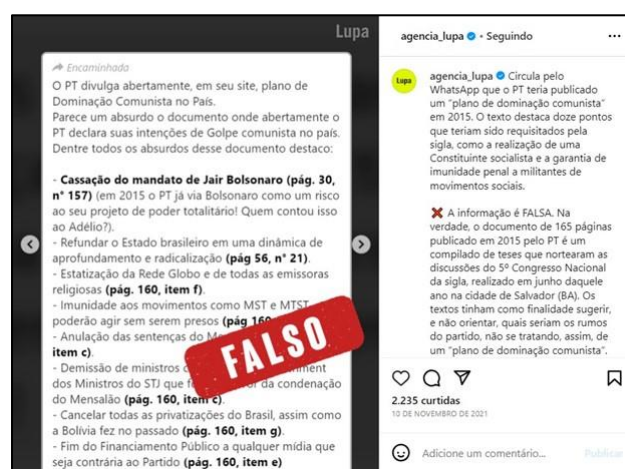 Lupa
Encaminhada
O PT divulga abertamente, em seu site, plano de
Dominação Comunista no País.
Parece um absurdo o documento onde abertamente o
PT declara suas intenções de Golpe comunista no país.
Dentre todos os absurdos desse documento destaco:
- Cassação do mandato de Jair Bolsonaro (pág. 30,
n° 157) (em 2015 o PT já via Bolsonaro como um risco
ao seu projeto de poder totalitário! Quem contou isso
ao Adélio?).
- Refundar o Estado brasileiro em uma dinâmica de
aprofundamento e radicalização (pág 56, n° 21).
- Estatização da Rede Globo e de todas as emissoras
religiosas (pág. 160, item f).
- Imunidade aos movimentos como MST e MTST
poderão agir sem serem presos (pág 160
- Anulação das sentenças do
item c).
- Demissão de ministros
dos Ministros do STJ que da condenação
do Mensalão (pág. 160, item c).
- Cancelar todas as privatizações do Brasil, assim como
a Bolívia fez no passado (pág. 160, item g).
- Fim do Financiamento Público a qualquer mídia que
seja contrária ao Partido (pág. 160, item e)
FALSO
agencia_lupa • Seguindo
Lupa
agencia_lupa Circula pelo
WhatsApp que o PT teria publicado
um "plano de dominação comunista"
em 2015. O texto destaca doze pontos
que teriam sido requisitados pela
sigla, como a realização de uma
Constituinte socialista e a garantia de
imunidade penal a militantes de
movimentos sociais.
❌ A informação é FALSA. Na
verdade, o documento de 165 páginas
publicado em 2015 pelo PT é um
compilado de teses que nortearam as
discussões do 5º Congresso Nacional
da sigla, realizado em junho daquele
ano na cidade de Salvador (BA). Os
textos tinham como finalidade sugerir,
e não orientar, quais seriam os rumos
do partido, não se tratando, assim, de
um "plano de dominação comunista".
2.235 curtidas
10 DE NOVEMBRO DE 2021
Adicione um comentário...
Publicar